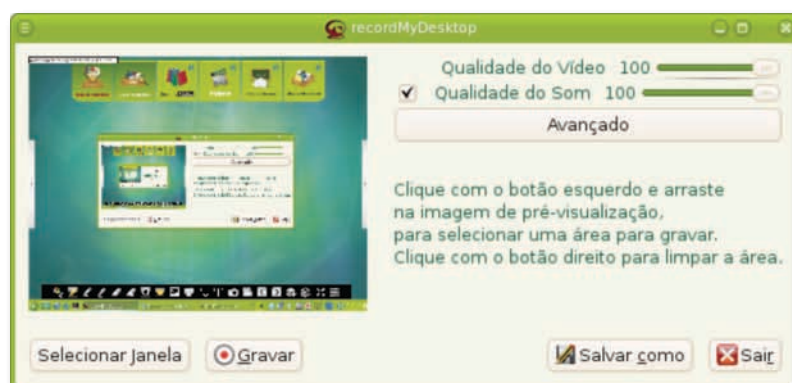 recordMyDesktop
Qualidade do Vídeo 100
Qualidade do Som 100
Avançado
Clique com o botão esquerdo e arraste
na imagem de pré-visualização,
para selecionar uma área para gravar.
Clique com o botão direito para limpar a área.
Selecionar Janela
Gravar
Salvar como
Sair